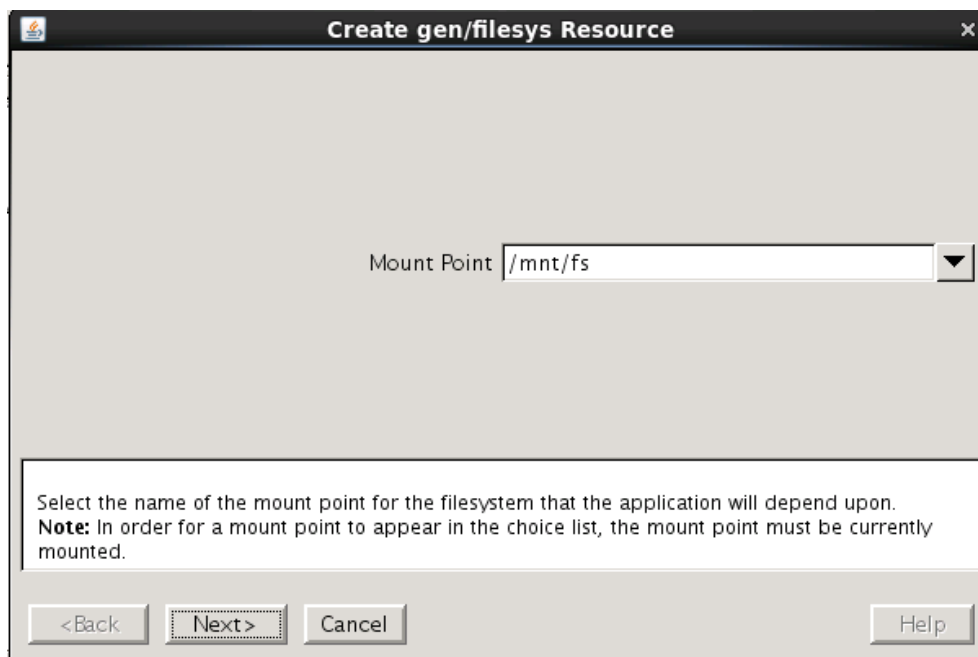 Create gen/filesys Resource
Mount Point /mnt/fs
Select the name of the mount point for the filesystem that the application will depend upon.
Note: In order for a mount point to appear in the choice list, the mount point must be currently
mounted.
<Back Next> Cancel Help